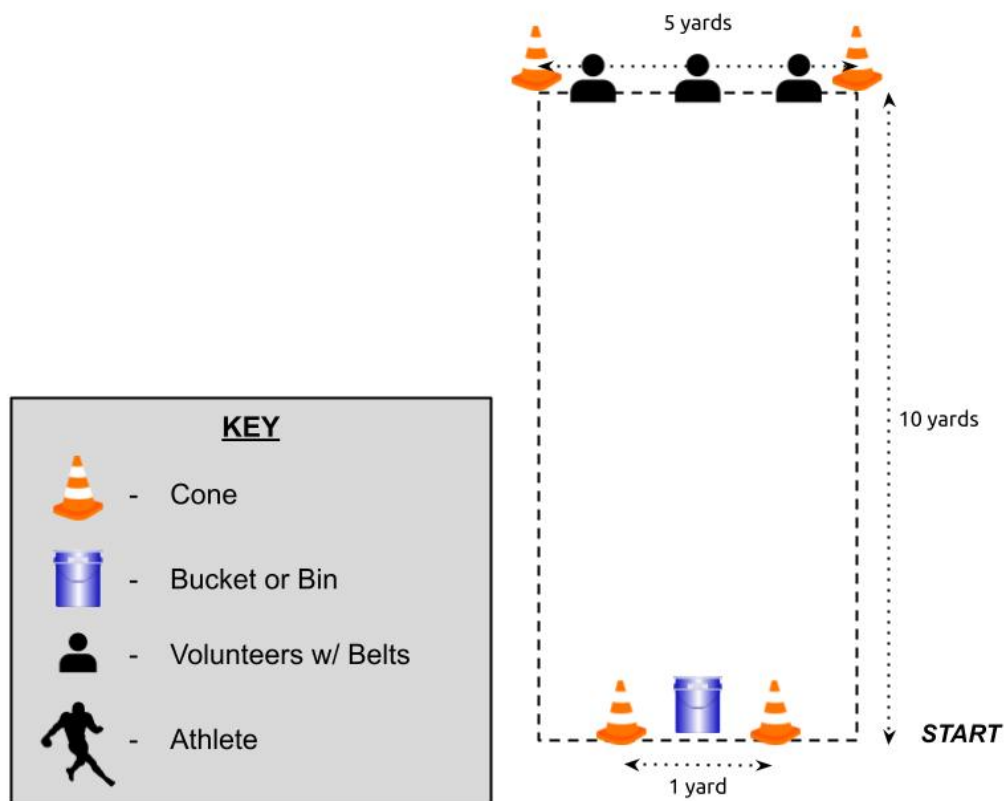 5 yards
10 yards
KEY
- Cone
- Bucket or Bin
- Volunteers w/ Belts
- Athlete
START
1 yard